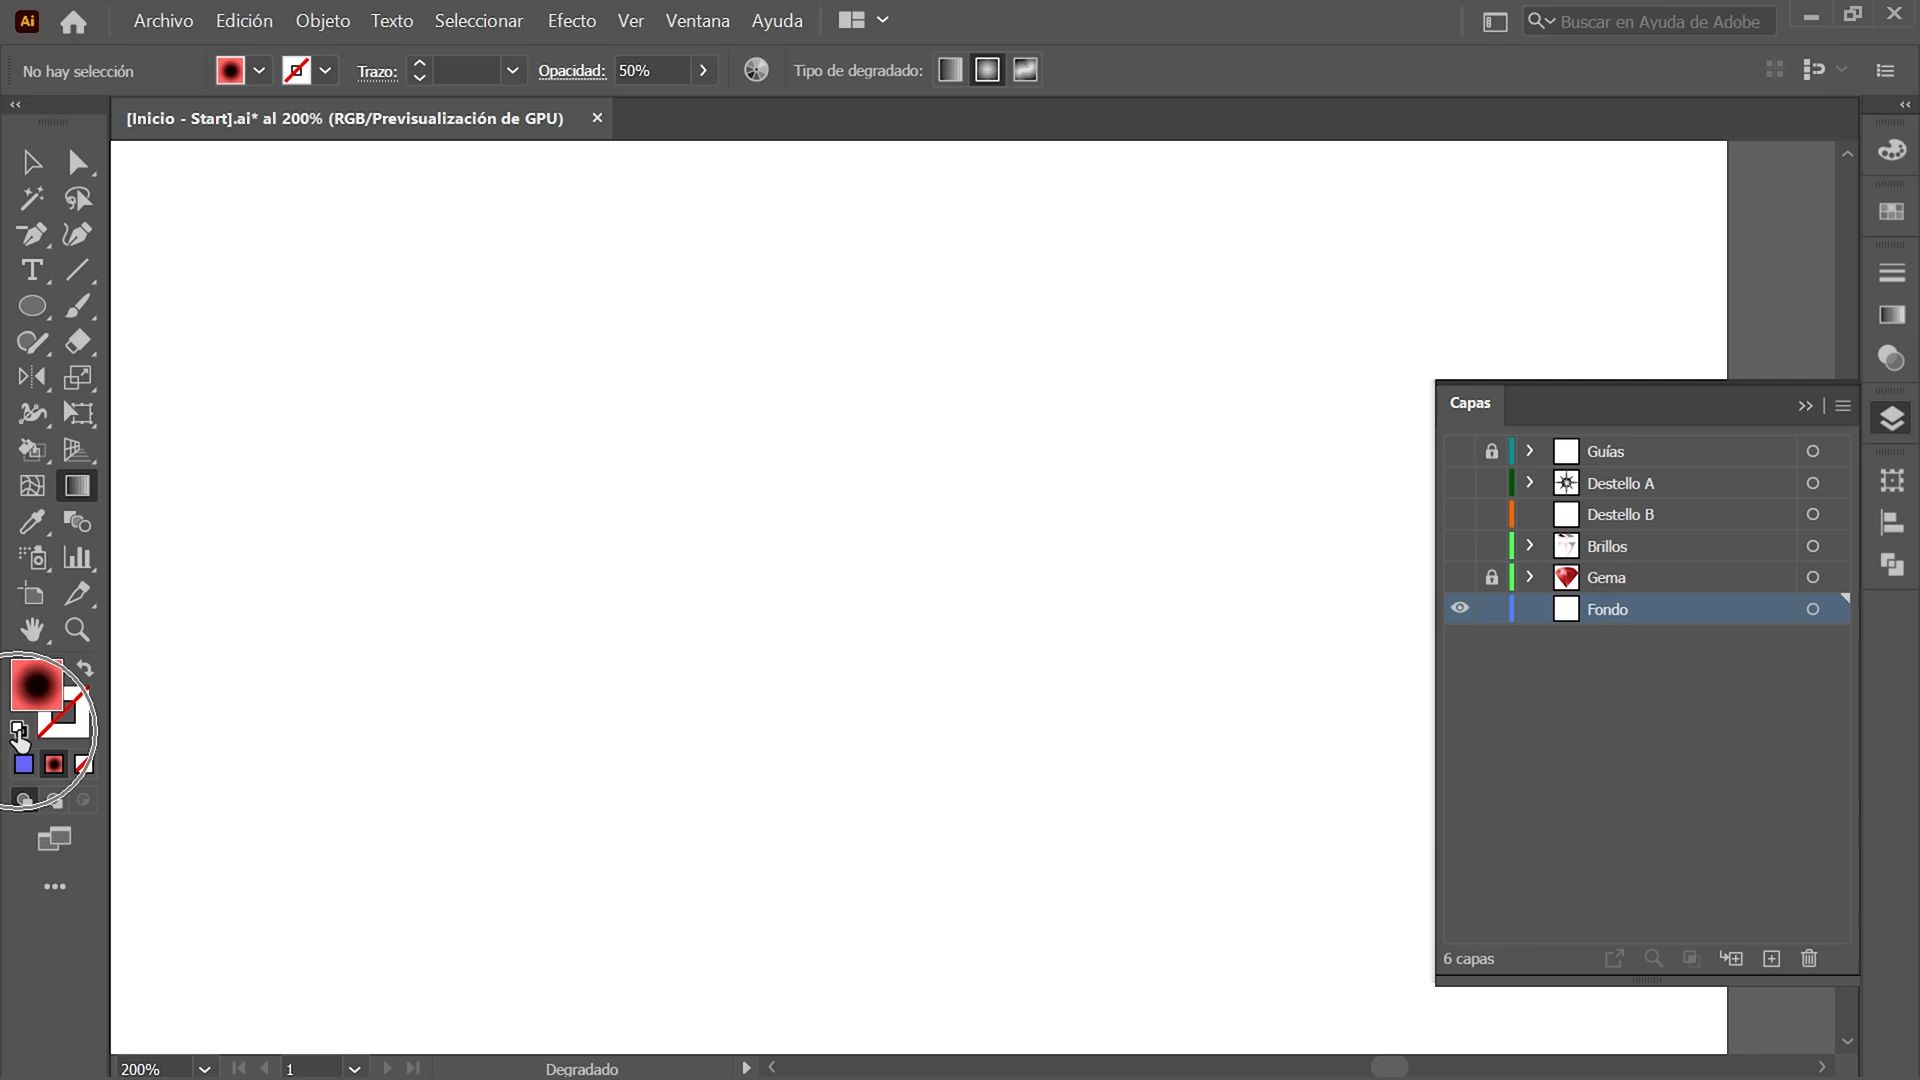 Ai
Archivo Edición Objeto Texto Seleccionar Efecto Ver Ventana Ayuda
Buscar en Ayuda de Adobe
No hay selección
Trazo:
Opacidad: 50%
Tipo de degradado:
[Inicio - Start].ai* al 200% (RGB/Previsualización de GPU)
Capas
Guías
Destello A
Destello B
Brillos
Gema
Fondo
6 capas
200% 1 Degradado